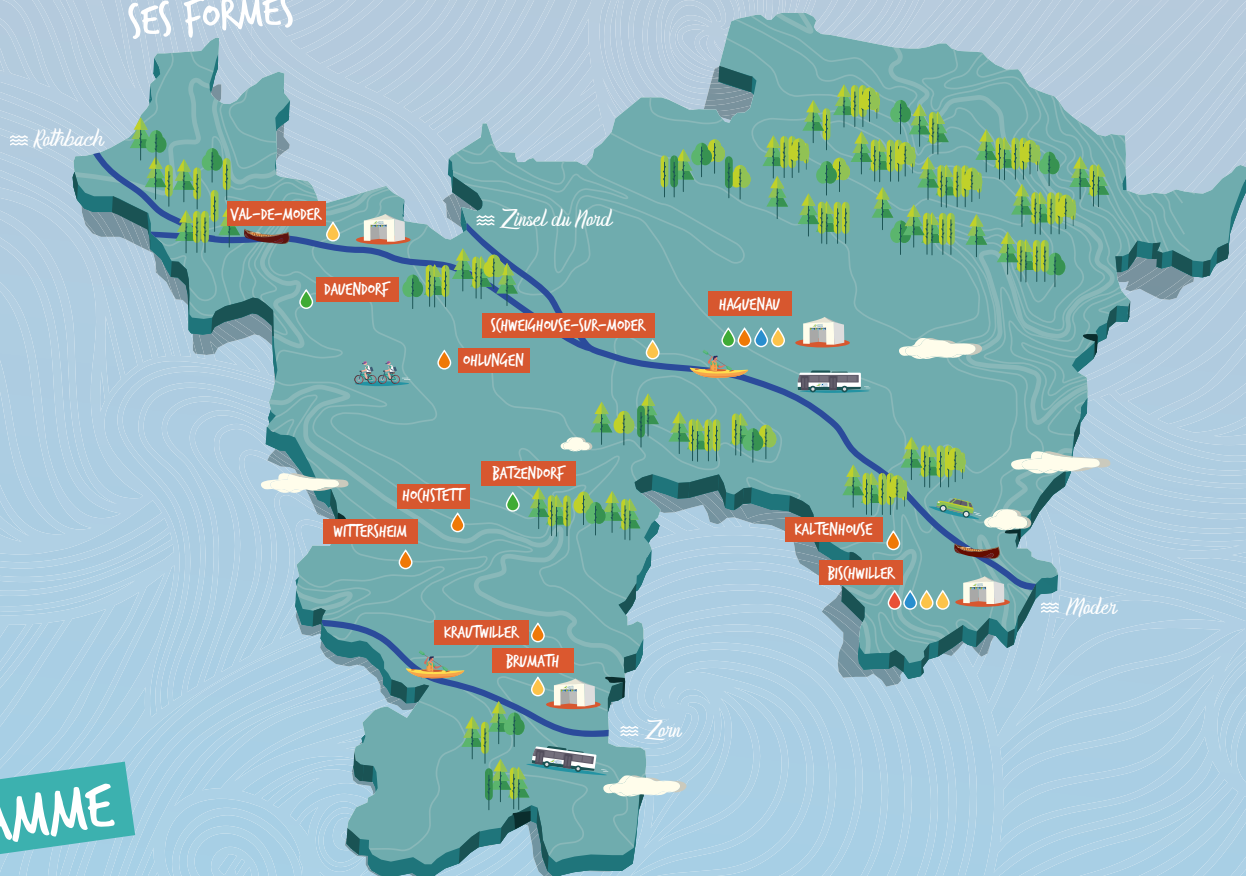 SES FORMES
Rothbach
VAL-DE-MODER
Zinsel du Nord
DAUENDORF
HAGUENAU
SCHWEIGHOUSE-SUR-MODER
OHLUNGEN
BATZENDORF
HOCHSTETT
WITTERSHEIM
KALTENHOUSE
BISCHWILLER
Moder
KRAUTWILLER
BRUMATH
Zorn
AMME